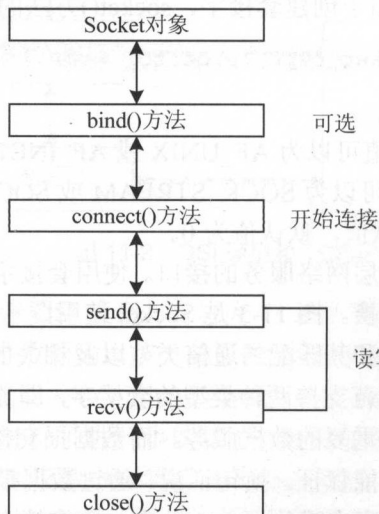 Socket对象
bind()方法
可选
connect()方法
开始连接
send()方法
recv()方法
close()方法